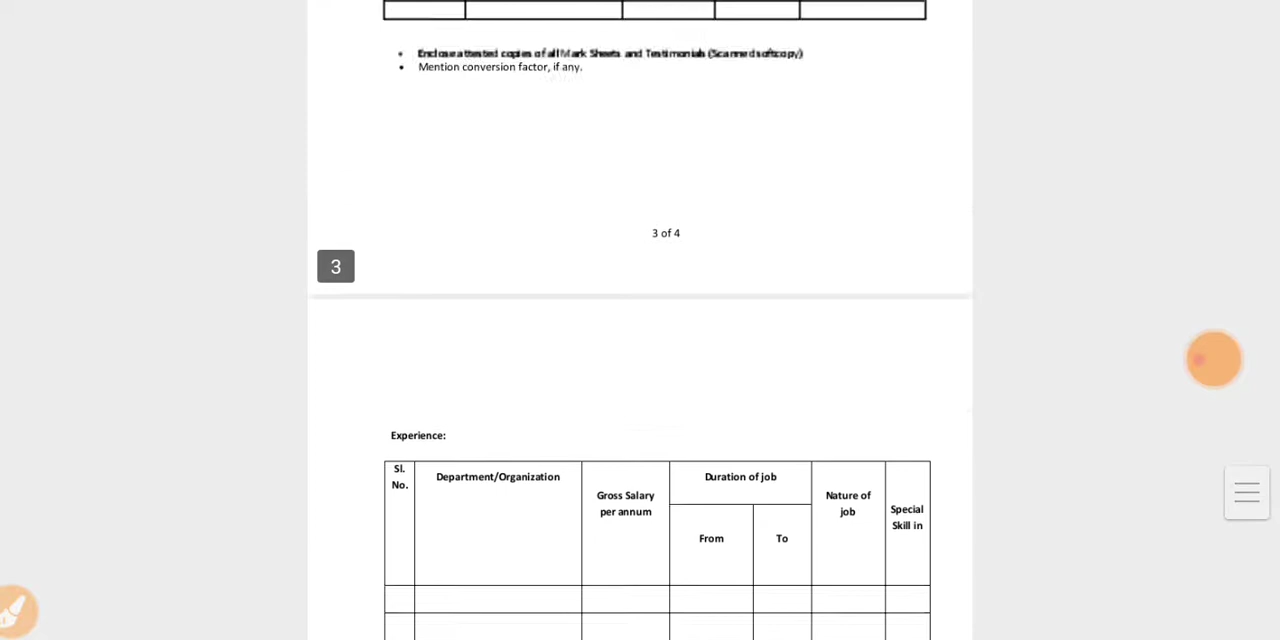 • Enclose attested copies of all Mark Sheets and Testimonials (Scanned softcopy)
• Mention conversion factor, if any.
3 of 4
3
Experience:
Sl. No.
Department/Organization
Gross Salary per annum
Duration of job
From
To
Nature of job
Special Skill in